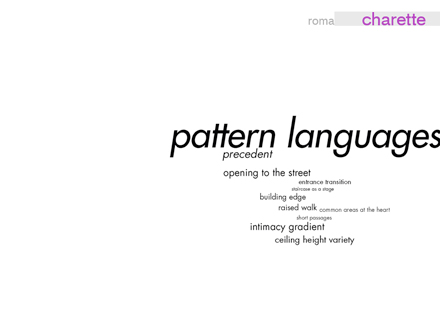 roma charette
pattern languages
precedent
opening to the street
entrance transition
staircase as a stage
building edge
raised walk common areas at the heart
short passages
intimacy gradient
ceiling height variety